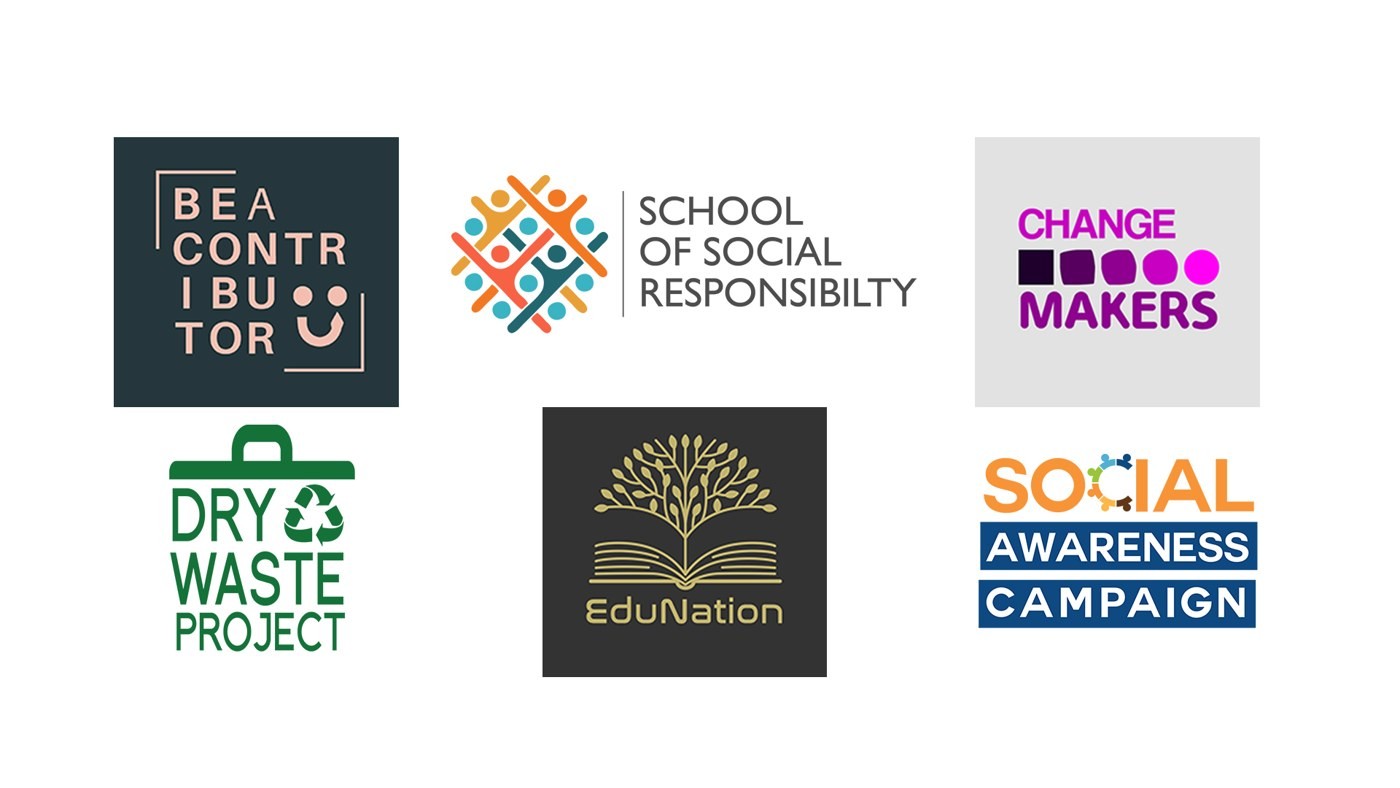 BE A
CONTR
IBU
TOR
SCHOOL
OF SOCIAL
RESPONSIBILTY
CHANGE
MAKERS
DRY
WASTE
PROJECT
EduNation
SOCIAL
AWARENESS
CAMPAIGN